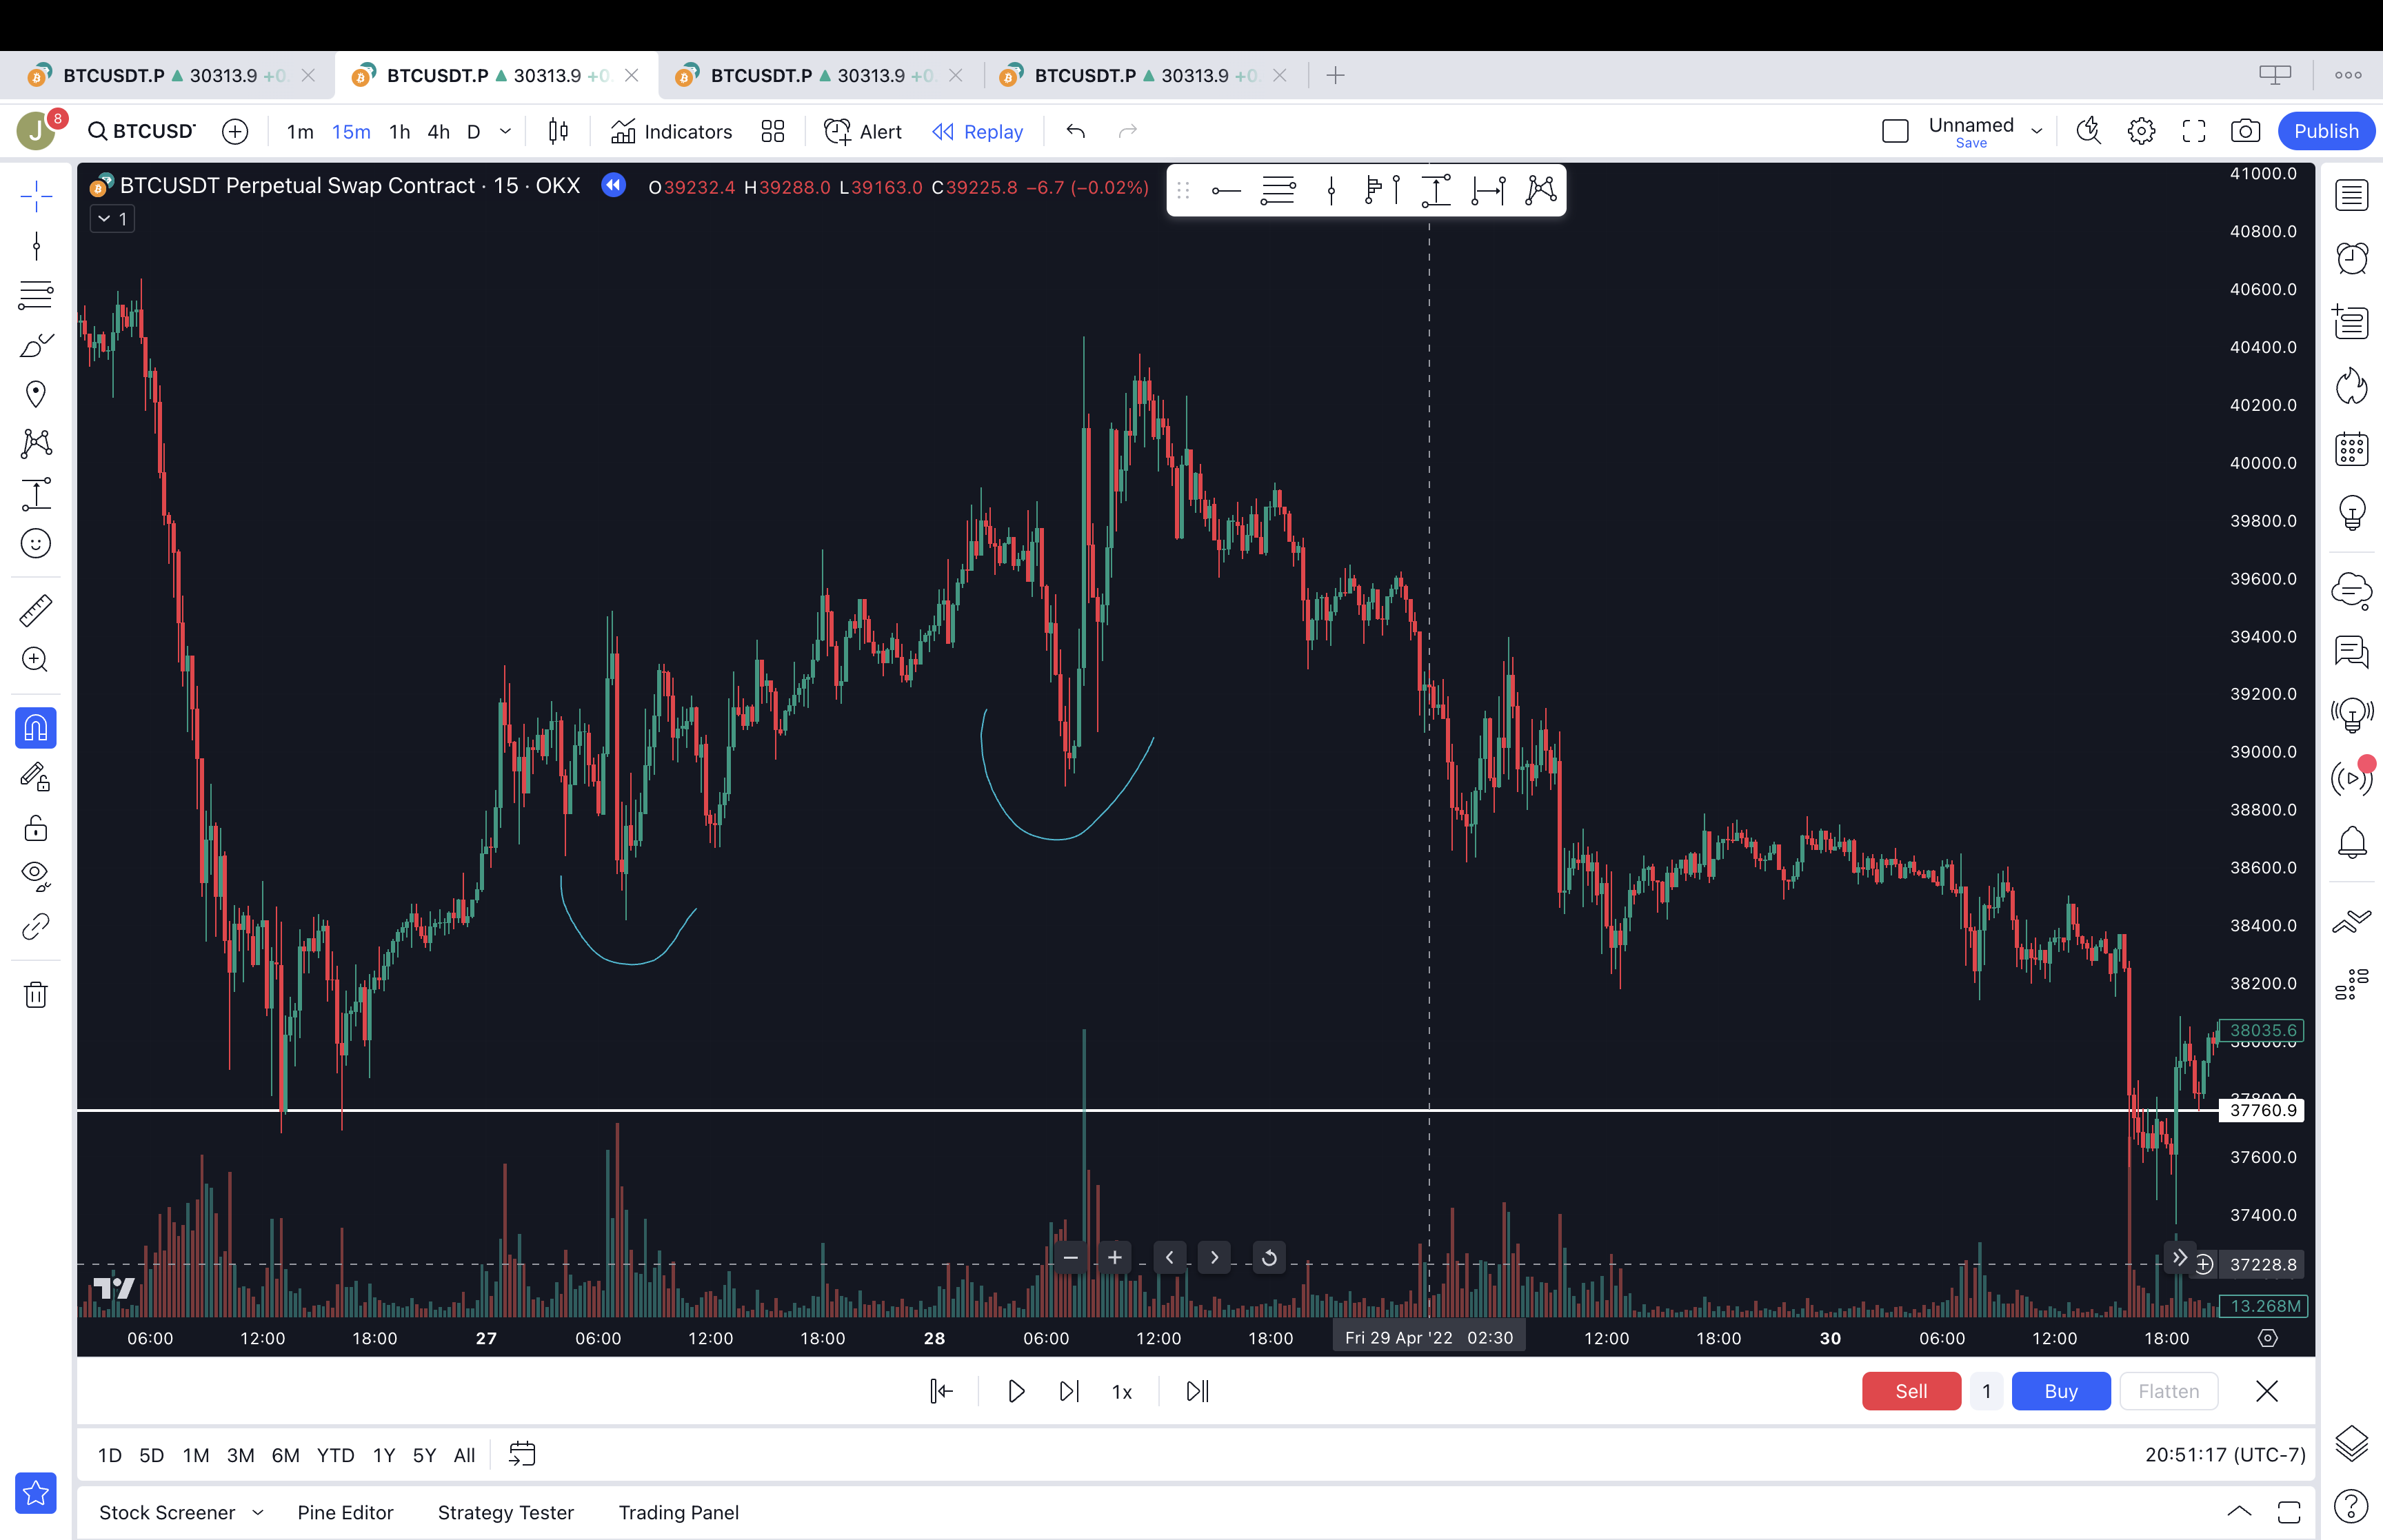 BTCUSDT.P ▲ 30313.9 +0. BTCUSDT.P ▲ 30313.9 +0. BTCUSDT.P ▲ 30313.9 +0. BTCUSDT.P ▲ 30313.9 +0.
J 8 BTCUSDT 1m 15m 1h 4h D Indicators Alert Replay Unnamed Publish
Save
BTCUSDT Perpetual Swap Contract · 15 · OKX O39232.4 H39288.0 L39163.0 C39225.8 −6.7 (−0.02%)
1
41000.0
40800.0
40600.0
40400.0
40200.0
40000.0
39800.0
39600.0
39400.0
39200.0
39000.0
38800.0
38600.0
38400.0
38200.0
38035.6
38000.0
37800.0
37760.9
37600.0
37400.0
37228.8
13.268M
06:00 12:00 18:00 27 06:00 12:00 18:00 28 06:00 12:00 18:00 Fri 29 Apr '22 02:30 12:00 18:00 30 06:00 12:00 18:00
1x Sell 1 Buy Flatten
1D 5D 1M 3M 6M YTD 1Y 5Y All 20:51:17 (UTC-7)
Stock Screener Pine Editor Strategy Tester Trading Panel